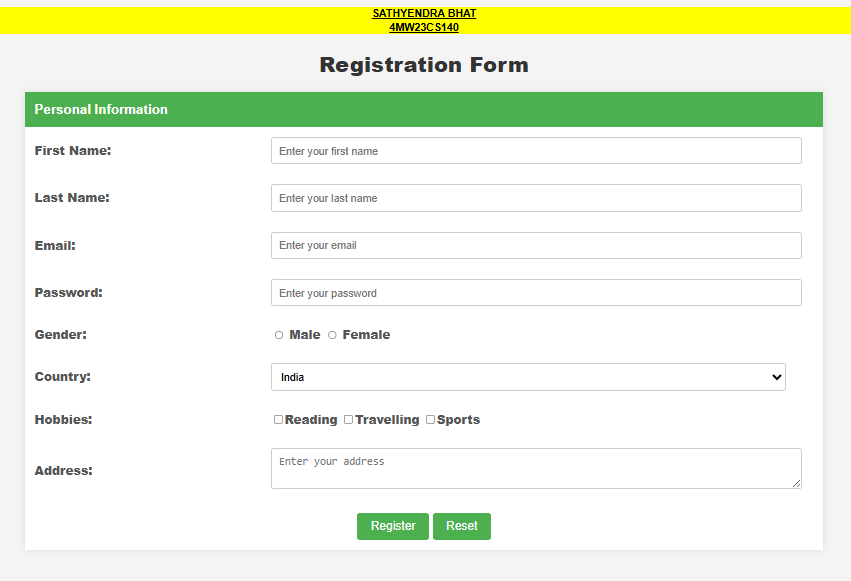 SATHYENDRA BHAT
4MW23CS140
Registration Form
Personal Information
First Name: Enter your first name
Last Name: Enter your last name
Email: Enter your email
Password: Enter your password
Gender: Male Female
Country: India
Hobbies: Reading Travelling Sports
Address: Enter your address
Register Reset